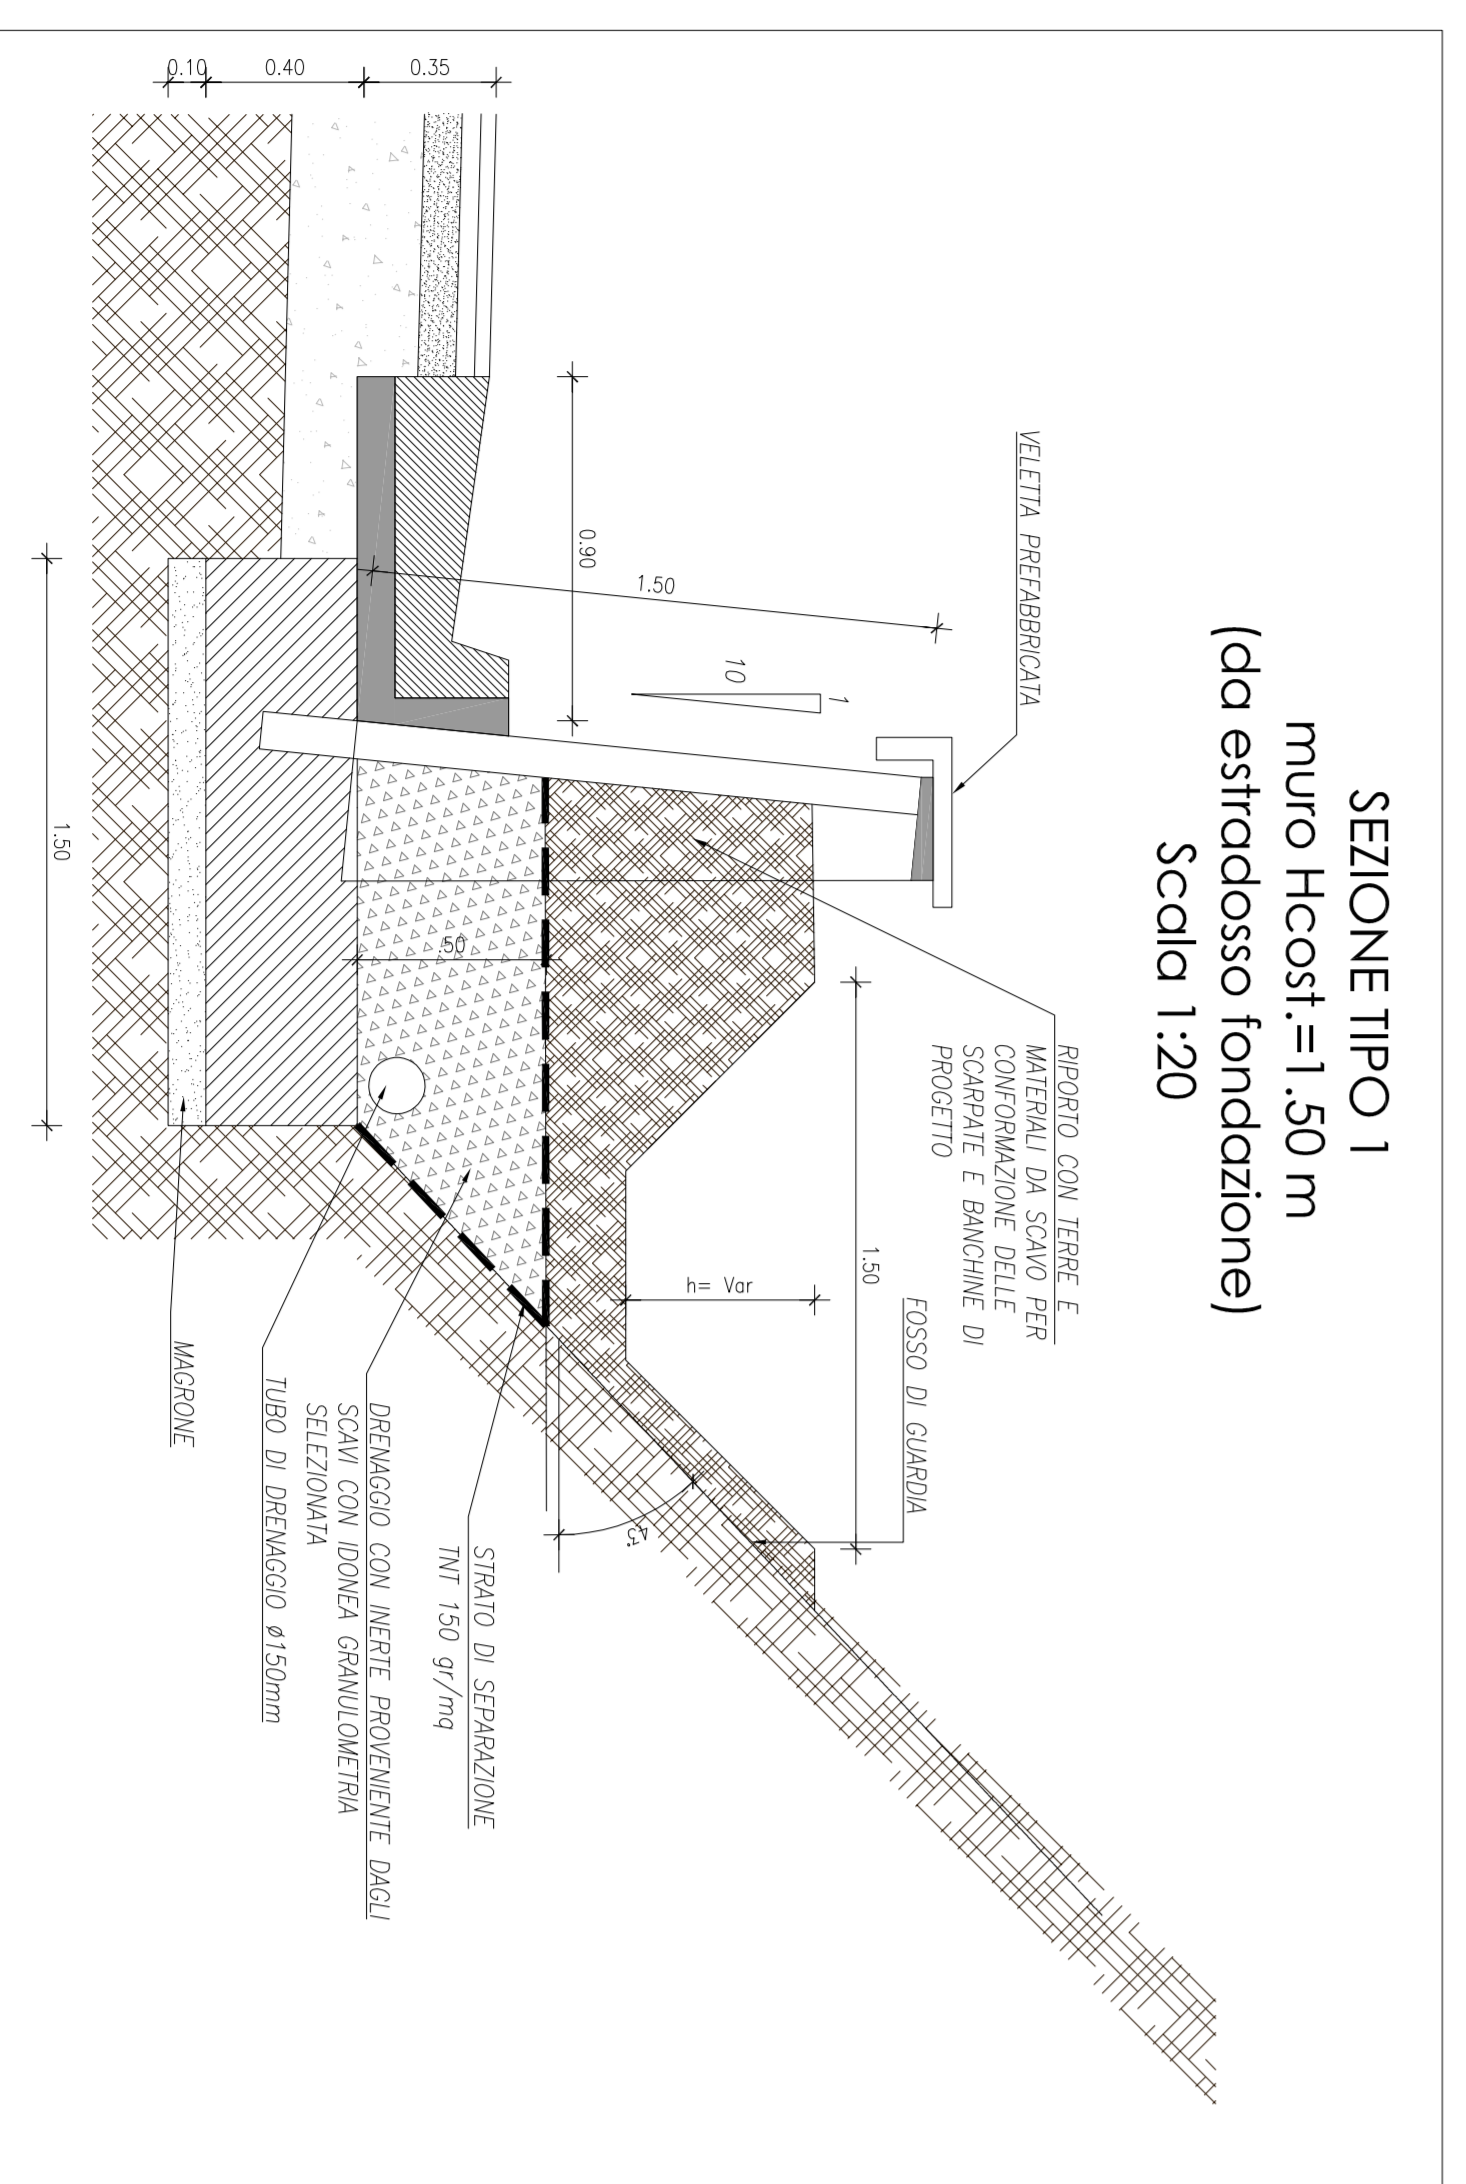 SEZIONE TIPO 1
muro Hcost.=1.50 m
(da estradosso fondazione)
Scala 1:20
VELETTA PREFABBRICATA
RIPORTO CON TERRE E
MATERIALI DA SCAVO PER
CONFORMAZIONE DELLE
SCARPATE E BANCHINE DI
PROGETTO
FOSSO DI GUARDIA
1.50
h= Var
1
10
1.50
0.90
.50
43°
0.35
0.40
0.10
STRATO DI SEPARAZIONE
TNT 150 gr/mq
DRENAGGIO CON INERTE PROVENIENTE DAGLI
SCAVI CON IDONEA GRANULOMETRIA
SELEZIONATA
TUBO DI DRENAGGIO ø150mm
MAGRONE
1.50